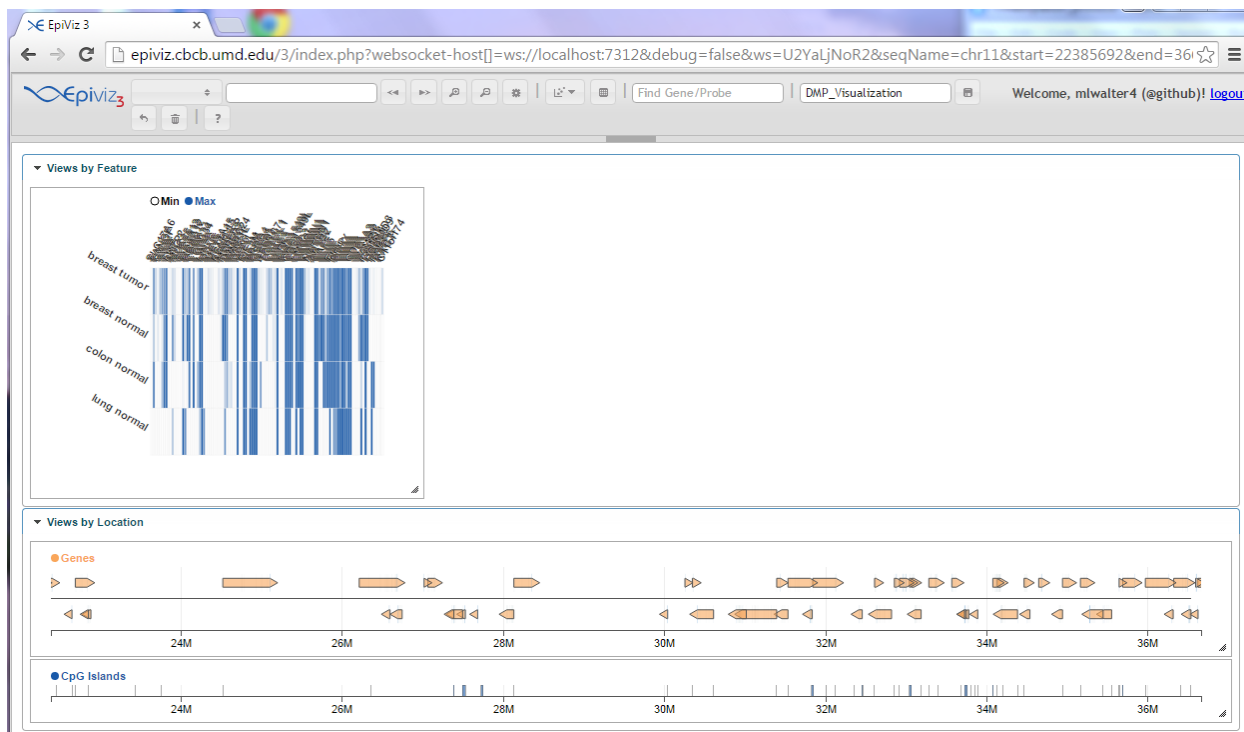 EpiViz 3
epiviz.cbcb.umd.edu/3/index.php?websocket-host[]=ws://localhost:7312&debug=false&ws=U2YaLjNoR2&seqName=chr11&start=22385692&end=36
Epiviz3
Find Gene/Probe
DMP_Visualization
Welcome, mlwalter4 (@github)! logout
?
Views by Feature
Min Max
breast tumor
breast normal
colon normal
lung normal
Views by Location
Genes
24M 26M 28M 30M 32M 34M 36M
CpG Islands
24M 26M 28M 30M 32M 34M 36M